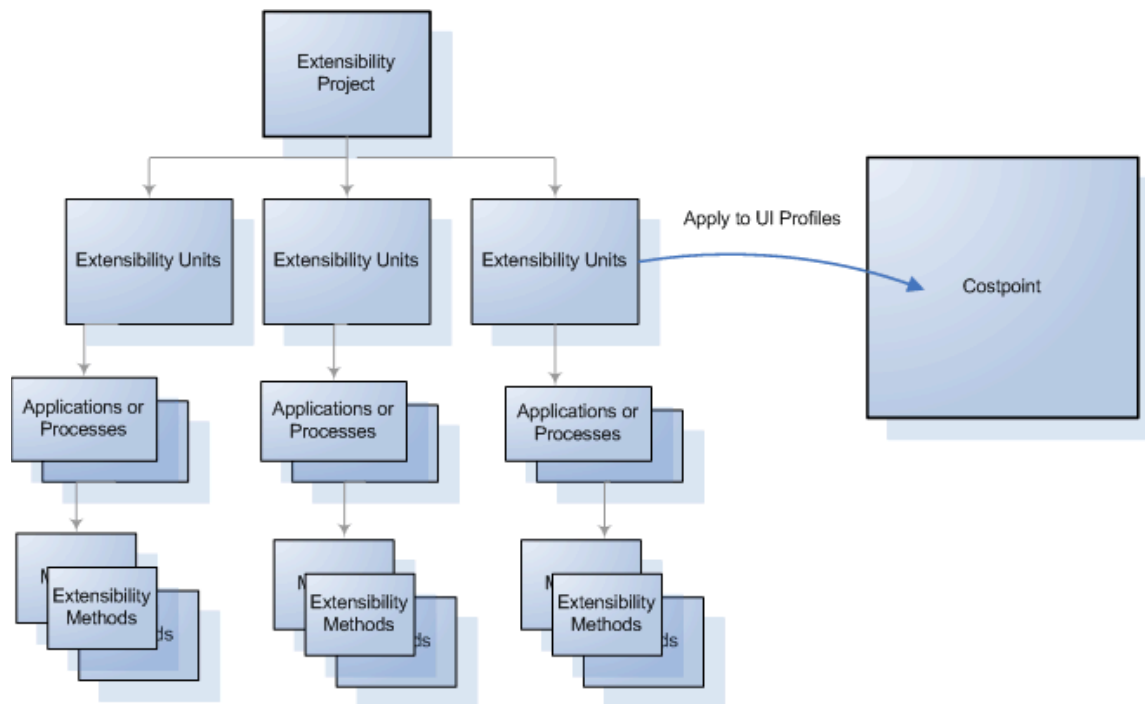 Extensibility
Project
Extensibility Units
Extensibility Units
Extensibility Units
Apply to UI Profiles
Costpoint
Applications or
Processes
Applications or
Processes
Applications or
Processes
Extensibility
Methods
Extensibility
Methods
Extensibility
Methods